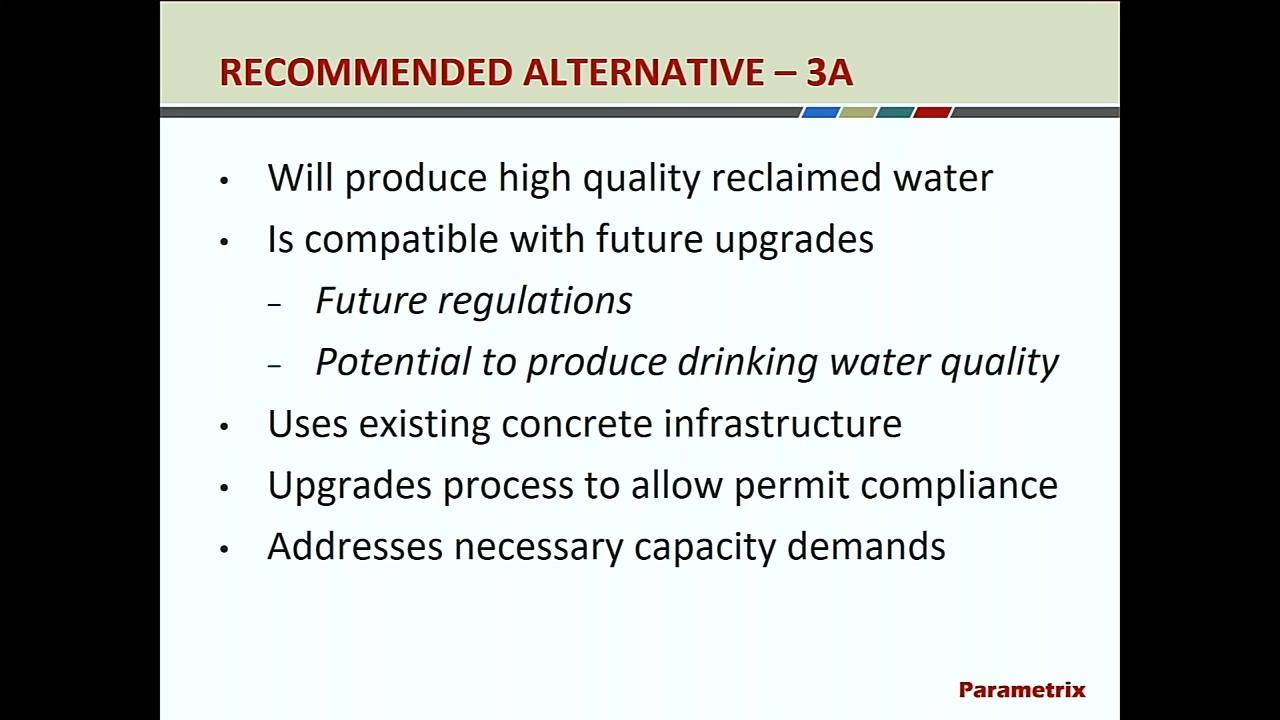 RECOMMENDED ALTERNATIVE – 3A
• Will produce high quality reclaimed water
• Is compatible with future upgrades
– Future regulations
– Potential to produce drinking water quality
• Uses existing concrete infrastructure
• Upgrades process to allow permit compliance
• Addresses necessary capacity demands
Parametrix